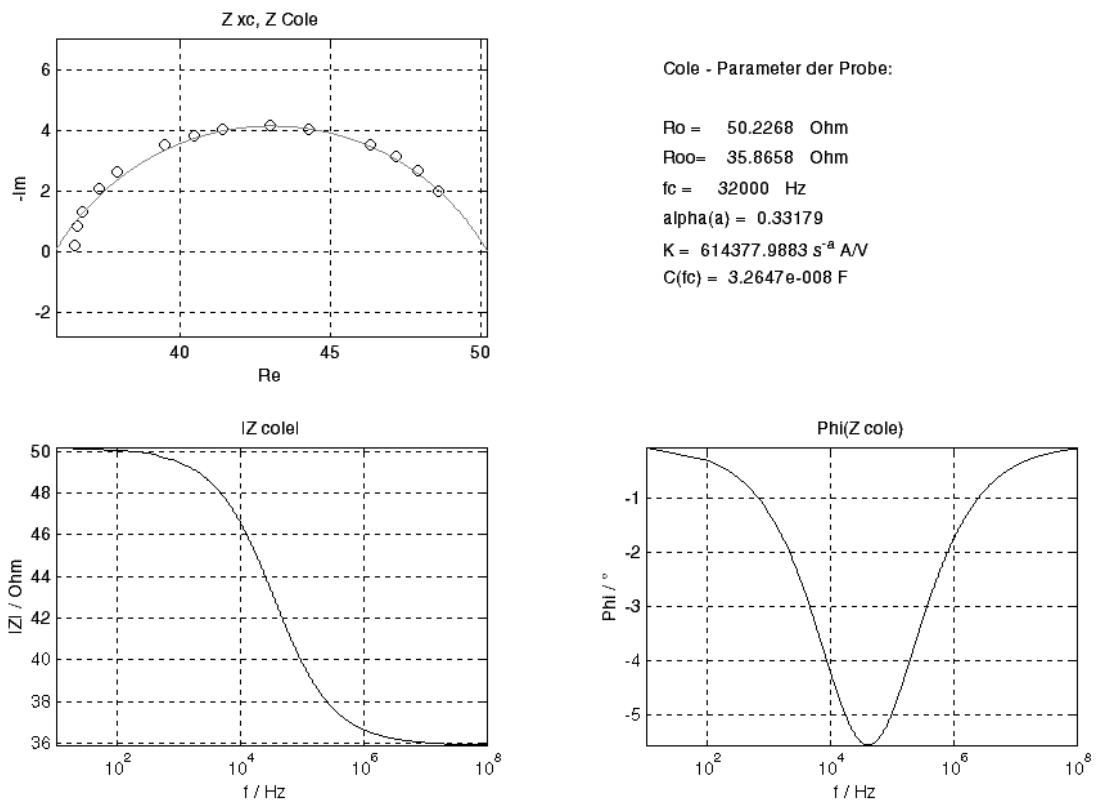 Z xc, Z Cole
6
4
2
0
-2
-Im
40
45
50
Re
Cole - Parameter der Probe:
Ro = 50.2268 Ohm
Roo= 35.8658 Ohm
fc = 32000 Hz
alpha(a) = 0.33179
K = 614377.9883 s^-a A/V
C(fc) = 3.2647e-008 F
|Z cole|
50
48
46
44
42
40
38
36
|Z| / Ohm
10^2
10^4
10^6
10^8
f / Hz
Phi(Z cole)
-1
-2
-3
-4
-5
Phi / °
10^2
10^4
10^6
10^8
f / Hz